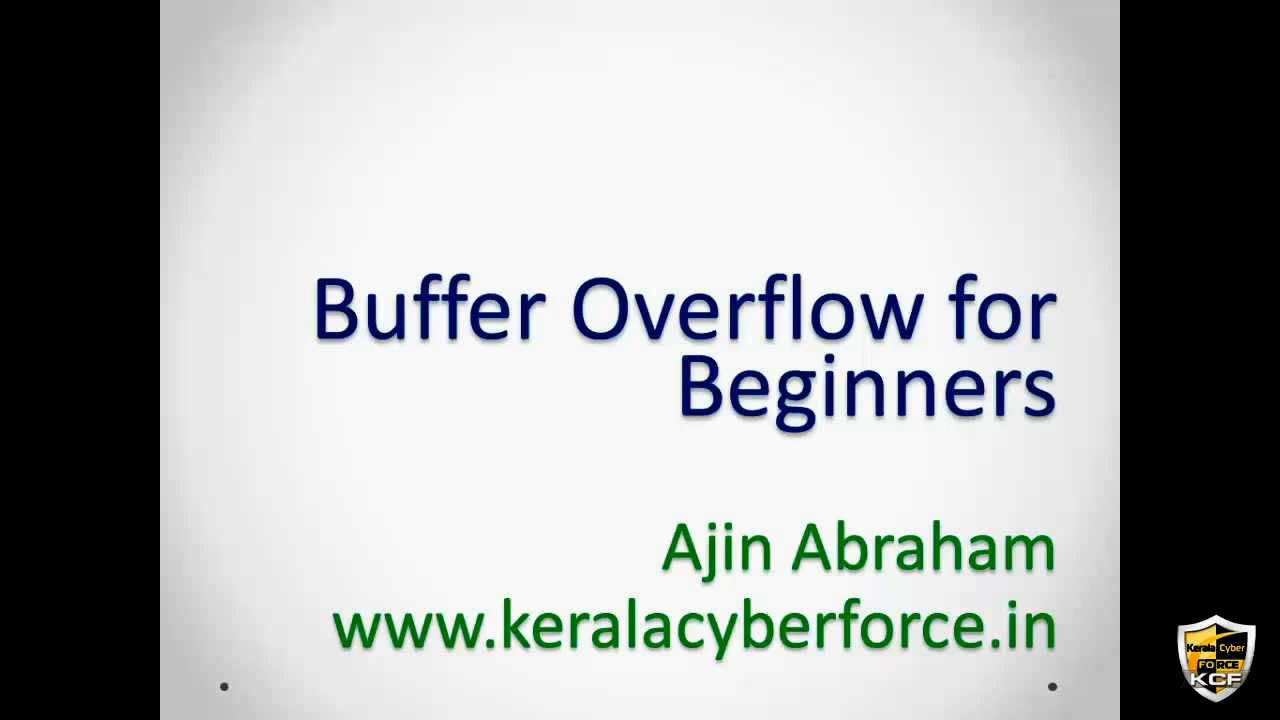 Buffer Overflow for
Beginners
Ajin Abraham
www.keralacyberforce.in
Kerala Cyber
FORCE
KCF